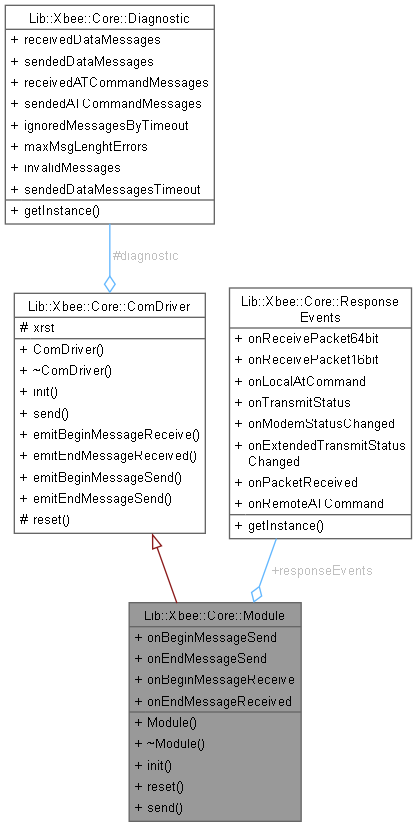 Lib::Xbee::Core::Diagnostic
+ receivedDataMessages
+ sendedDataMessages
+ receivedATCommandMessages
+ sendedATCommandMessages
+ ignoredMessagesByTimeout
+ maxMsgLenghtErrors
+ invalidMessages
+ sendedDataMessagesTimeout
+ getInstance()
#diagnostic
Lib::Xbee::Core::ComDriver
# xrst
+ ComDriver()
+ ~ComDriver()
+ init()
+ send()
+ emitBeginMessageReceive()
+ emitEndMessageReceived()
+ emitBeginMessageSend()
+ emitEndMessageSend()
# reset()
Lib::Xbee::Core::Response
Events
+ onReceivePacket64bit
+ onReceivePacket16bit
+ onLocalAtCommand
+ onTransmitStatus
+ onModemStatusChanged
+ onExtendedTransmitStatus
Changed
+ onPacketReceived
+ onRemoteATCommand
+ getInstance()
+responseEvents
Lib::Xbee::Core::Module
+ onBeginMessageSend
+ onEndMessageSend
+ onBeginMessageReceive
+ onEndMessageReceived
+ Module()
+ ~Module()
+ init()
+ reset()
+ send()